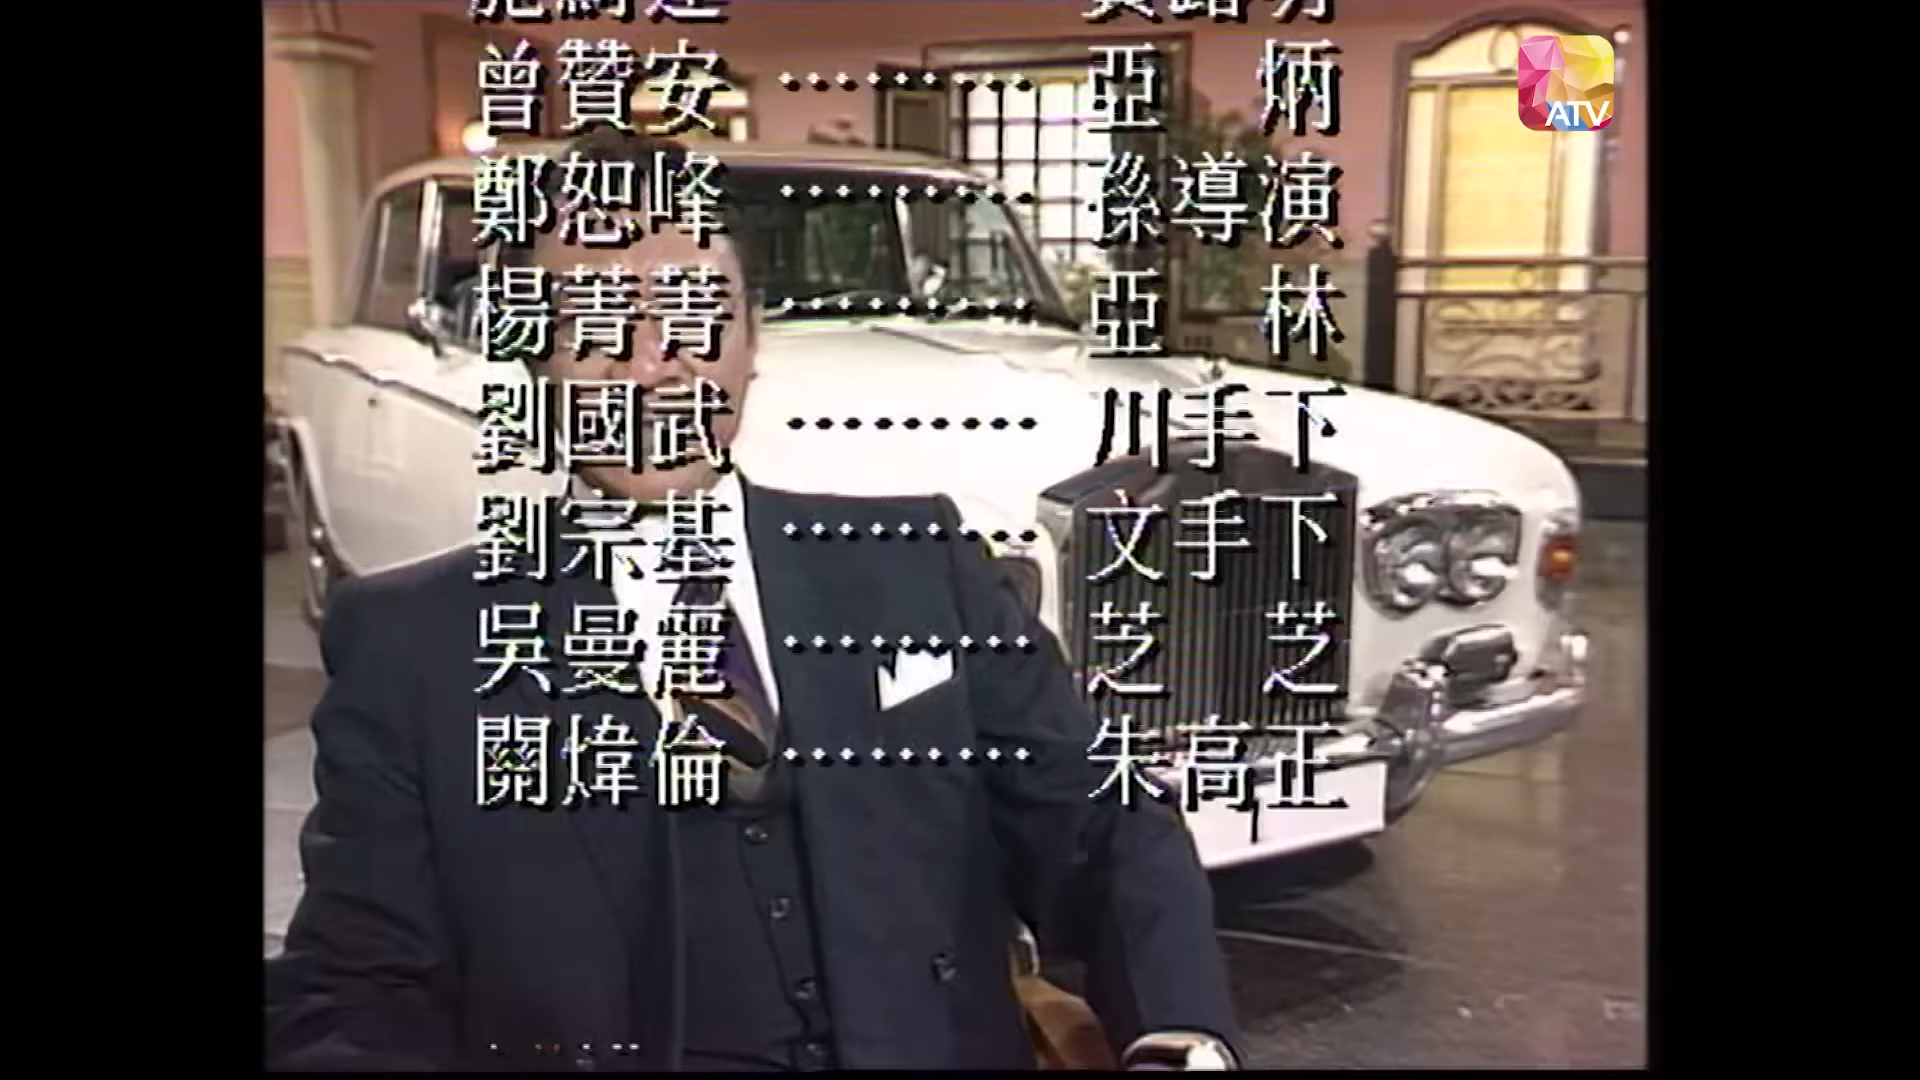 ATV
曾贊安 ········· 亞　炳
鄭恕峰 ········· 孫導演
楊菁菁 ········· 亞　林
劉國武 ········· 川手下
劉宗基 ········· 文手下
吳曼麗 ········· 芝　芝
關煒倫 ········· 朱高正
1